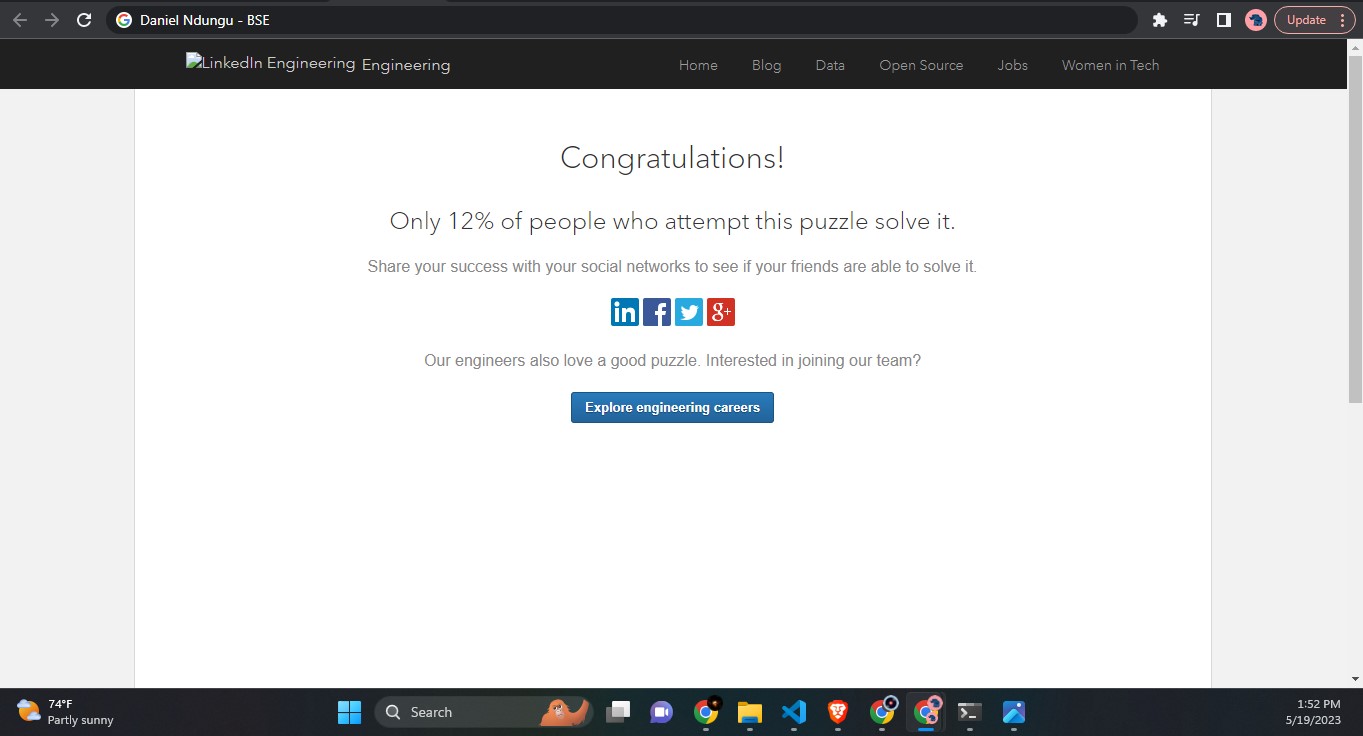 Daniel Ndungu - BSE
Update
LinkedIn Engineering Engineering
Home Blog Data Open Source Jobs Women in Tech
Congratulations!
Only 12% of people who attempt this puzzle solve it.
Share your success with your social networks to see if your friends are able to solve it.
in f g+
Our engineers also love a good puzzle. Interested in joining our team?
Explore engineering careers
74°F
Partly sunny
Search
1:52 PM
5/19/2023